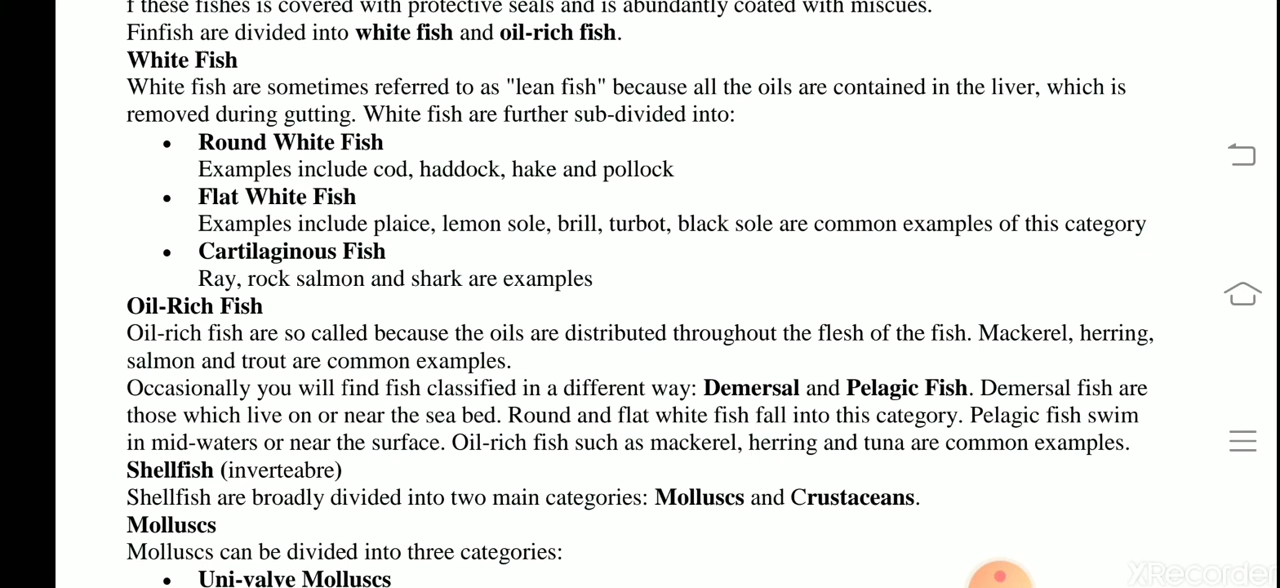 f these fishes is covered with protective seals and is abundantly coated with miscues.
Finfish are divided into white fish and oil-rich fish.
White Fish
White fish are sometimes referred to as "lean fish" because all the oils are contained in the liver, which is
removed during gutting. White fish are further sub-divided into:
• Round White Fish
Examples include cod, haddock, hake and pollock
• Flat White Fish
Examples include plaice, lemon sole, brill, turbot, black sole are common examples of this category
• Cartilaginous Fish
Ray, rock salmon and shark are examples
Oil-Rich Fish
Oil-rich fish are so called because the oils are distributed throughout the flesh of the fish. Mackerel, herring,
salmon and trout are common examples.
Occasionally you will find fish classified in a different way: Demersal and Pelagic Fish. Demersal fish are
those which live on or near the sea bed. Round and flat white fish fall into this category. Pelagic fish swim
in mid-waters or near the surface. Oil-rich fish such as mackerel, herring and tuna are common examples.
Shellfish (inverteabre)
Shellfish are broadly divided into two main categories: Molluscs and Crustaceans.
Molluscs
Molluscs can be divided into three categories:
• Uni-valve Molluscs
XRecorder